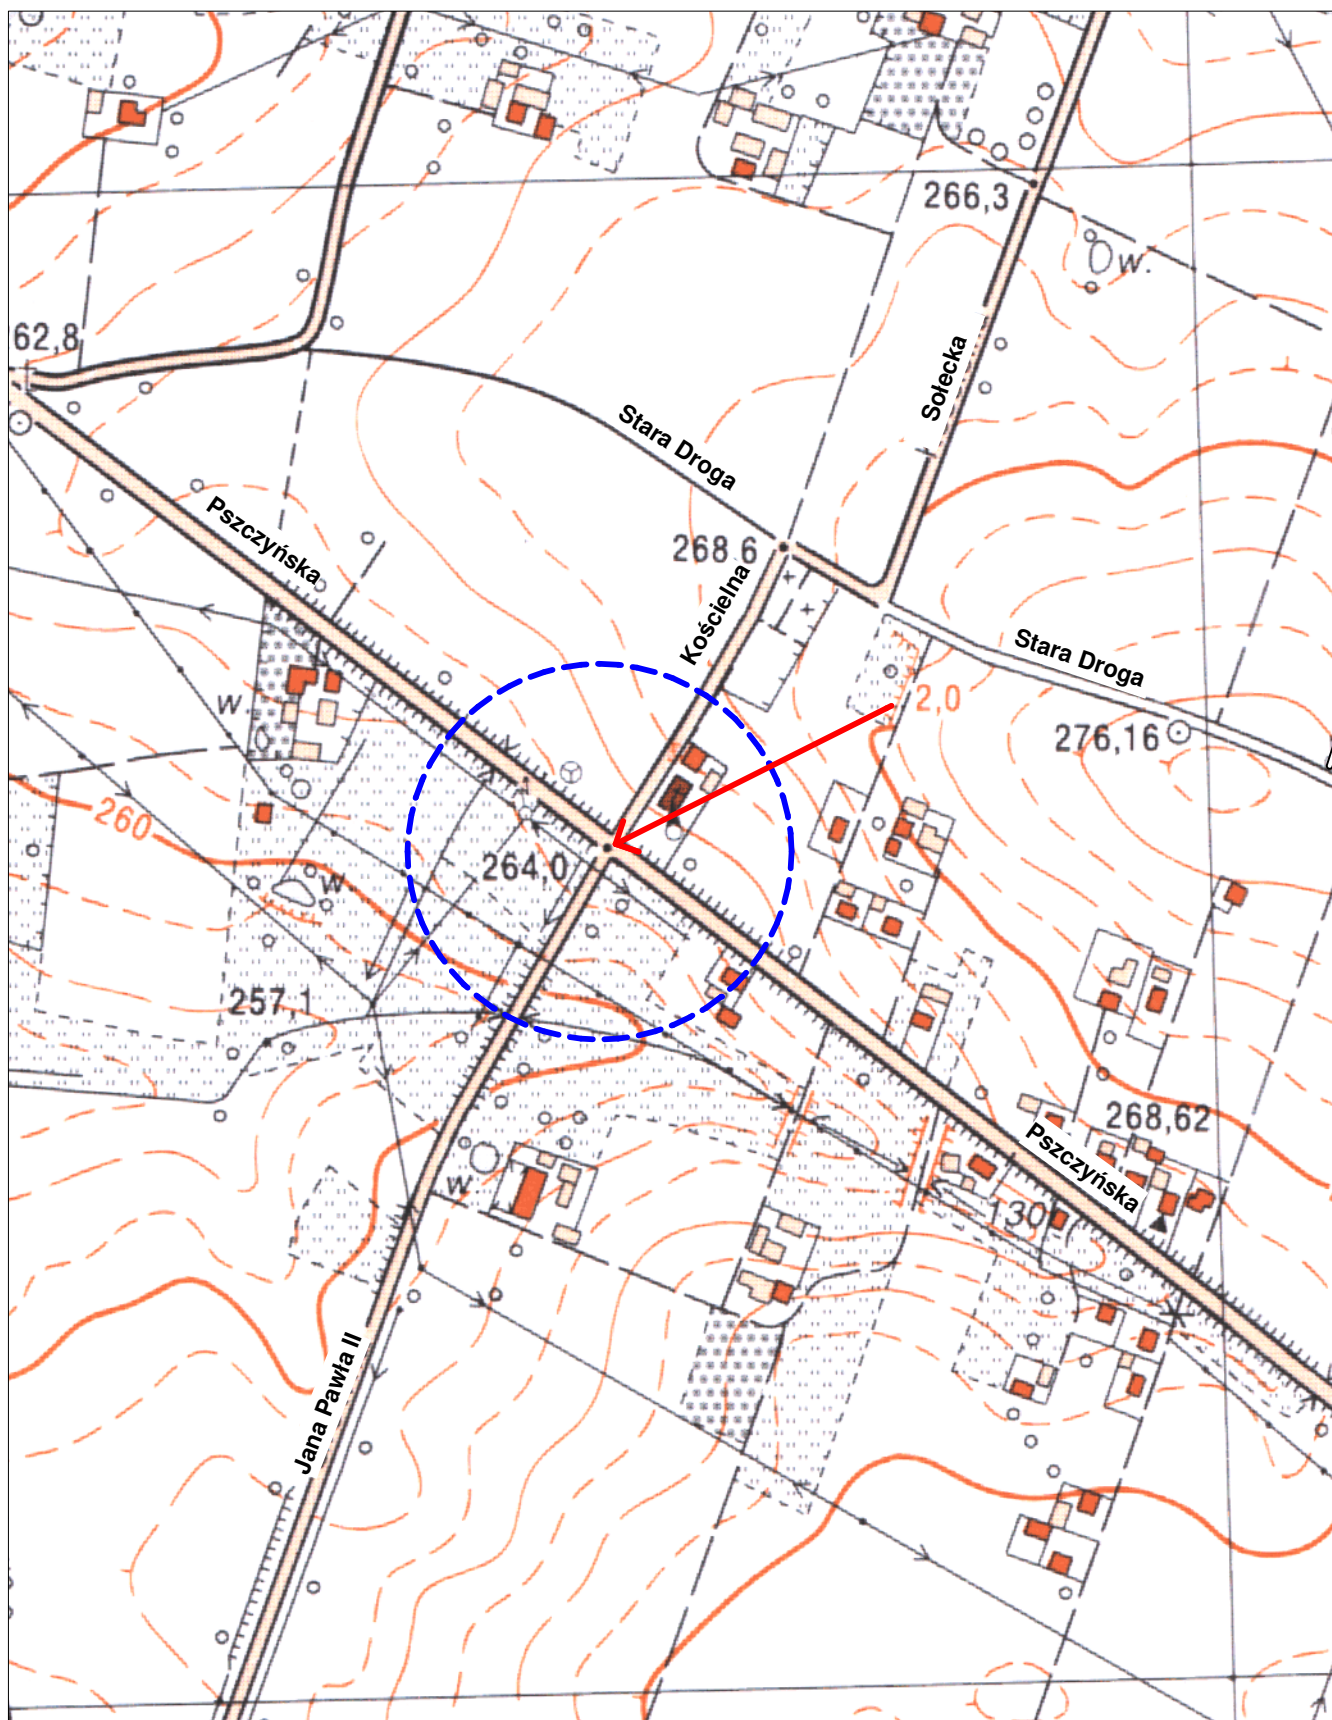 266,3
w.
62,8
Sołecka
Stara Droga
Pszczyńska
268 6
Kościelna
Stara Droga
2,0
w.
276,16
260
264,0
w.
257,1
268,62
Pszczyńska
w
130
Jana Pawła II